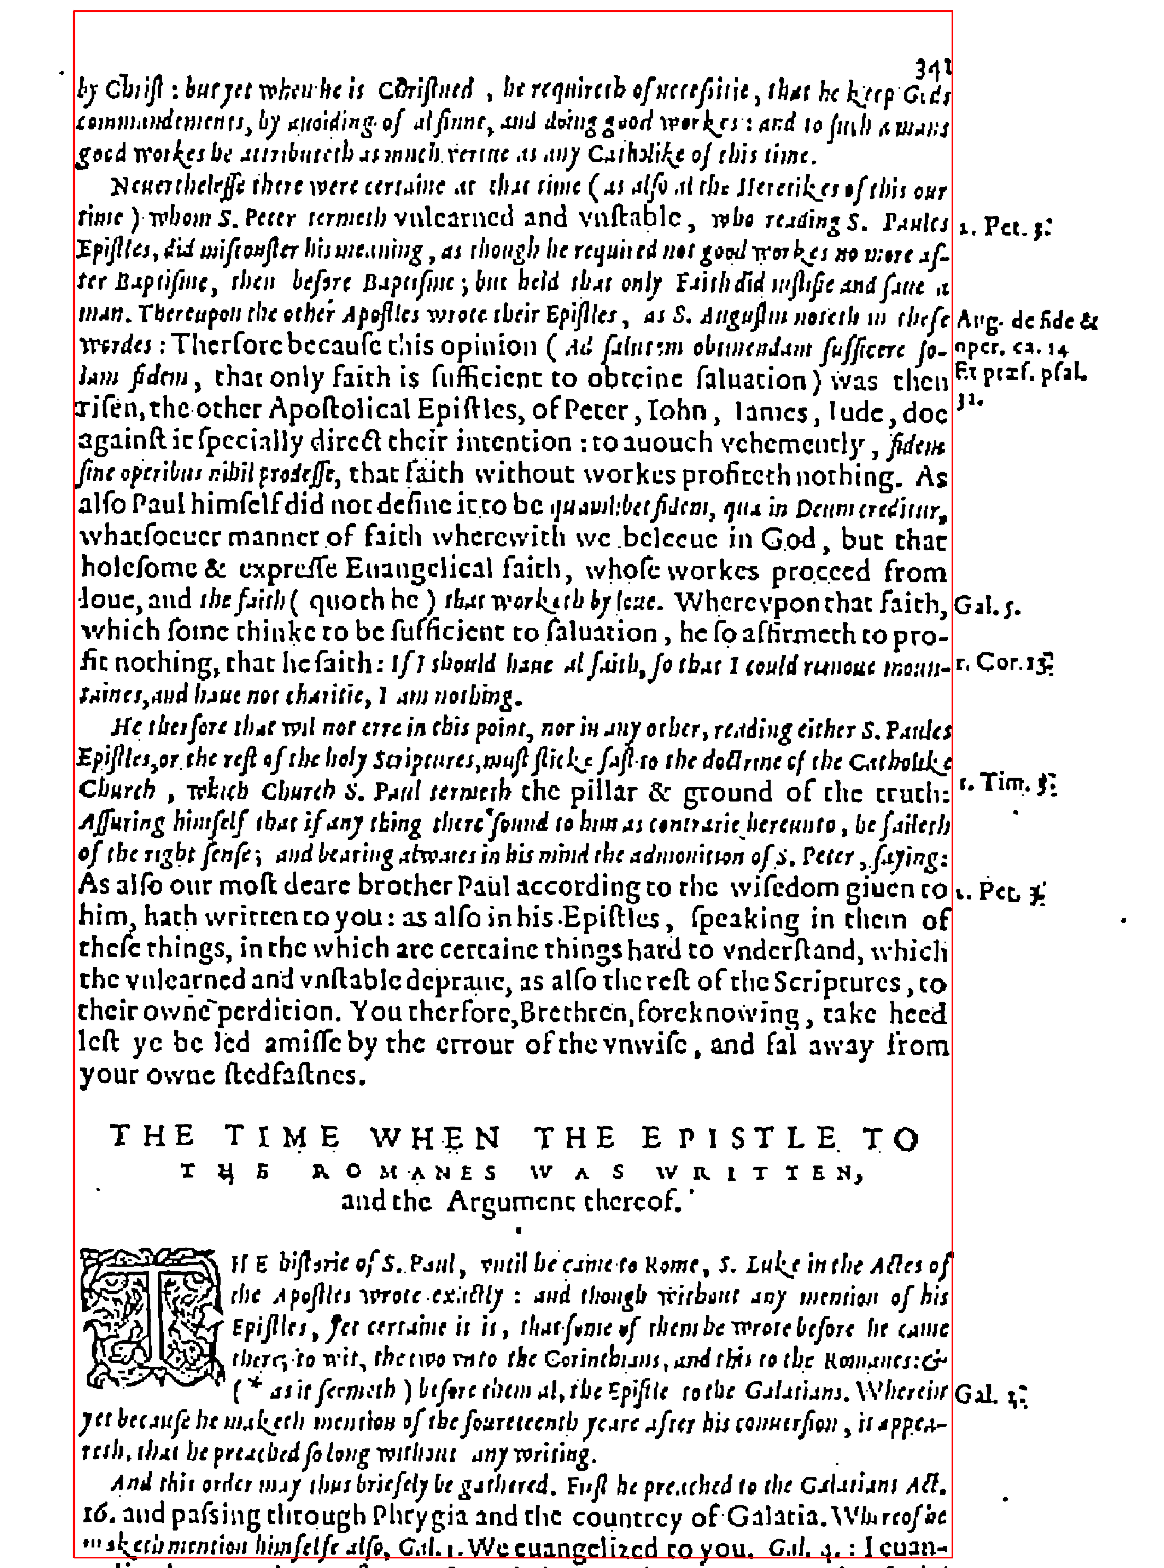 341
by Christ: but yet when he is Christned, he requireth of necessitie, that he keep Gods
commandements, by auoiding of al sinne, and doing good workes: and to such a mans
good workes he attributeth as much vertue as any Catholike of this time.
Neuerthelesse there were certaine at that time (as also al the Heretikes of this our
time) whom S. Peter termeth vnlearned and vnstable, who reading S. Paules
1. Pet. 3.
Epistles, did misconster his meaning, as though he required not good workes no more af-
ter Baptisme, then before Baptisme; but held that only Faith did iustifie and saue a
man. Thereupon the other Apostles wrote their Epistles, as S. Augustin noteth in these
Aug. de fide &
wordes: Therfore because this opinion (Ad salutem obtinendam sufficere so-
oper. ca. 14
lam fidem, that only faith is sufficient to obteine saluation) was then
Et præf. psal.
risen, the other Apostolical Epistles, of Peter, Iohn, Iames, Iude, doe
31.
against it specially direct their intention: to auouch vehemently, fidem
sine operibus nihil prodesse, that faith without workes profiteth nothing. As
also Paul himself did not define it to be quamlibet fidem, qua in Deum creditur,
whatsoeuer manner of faith wherewith we beleeue in God, but that
holesome & expresse Euangelical faith, whose workes proceed from
loue, and the faith (quoth he) that worketh by loue. Wherevpon that faith,
Gal. 5.
which some thinke to be sufficient to saluation, he so affirmeth to pro-
fit nothing, that he saith: If I should haue al faith, so that I could remoue moun-
1. Cor. 13.
taines, and haue not charitie, I am nothing.
He therfore that wil not erre in this point, nor in any other, reading either S. Paules
Epistles, or the rest of the holy Scriptures, must sticke fast to the doctrine of the Catholike
Church, which Church S. Paul termeth the pillar & ground of the truth:
1. Tim. 3.
Assuring himself that if any thing there sound to him as contrarie hereunto, he faileth
of the right sense; and bearing alwaies in his mind the admonition of S. Peter, saying:
As also our most deare brother Paul according to the wisedom giuen to
2. Pet. 3.
him, hath written to you: as also in his Epistles, speaking in them of
these things, in the which are certaine things hard to vnderstand, which
the vnlearned and vnstable depraue, as also the rest of the Scriptures, to
their owne perdition. You therfore, Brethren, foreknowing, take heed
lest ye be led amisse by the errour of the vnwise, and fal away from
your owne stedfastnes.
THE TIME WHEN THE EPISTLE TO
THE ROMANES WAS WRITTEN,
and the Argument thereof.
THE historie of S. Paul, vntil he came to Rome, S. Luke in the Actes of
the Apostles wrote exactly: and though without any mention of his
Epistles, yet certaine it is, that some of them he wrote before he came
there, to wit, the two vnto the Corinthians, and this to the Romanes: &
(* as it seemeth) before them al, the Epistle to the Galatians. Wherein
Gal. 2.
yet because he maketh mention of the fourteenth yeare after his conuersion, it appea-
reth, that he preached so long without any writing.
And this order may thus briefely be gathered. First he preached to the Galatians Act.
16. and passing through Phrygia and the countrey of Galatia. Whereof he
maketh mention himselfe also, Gal. 1. We euangelized to you. Gal. 4.: I euan-